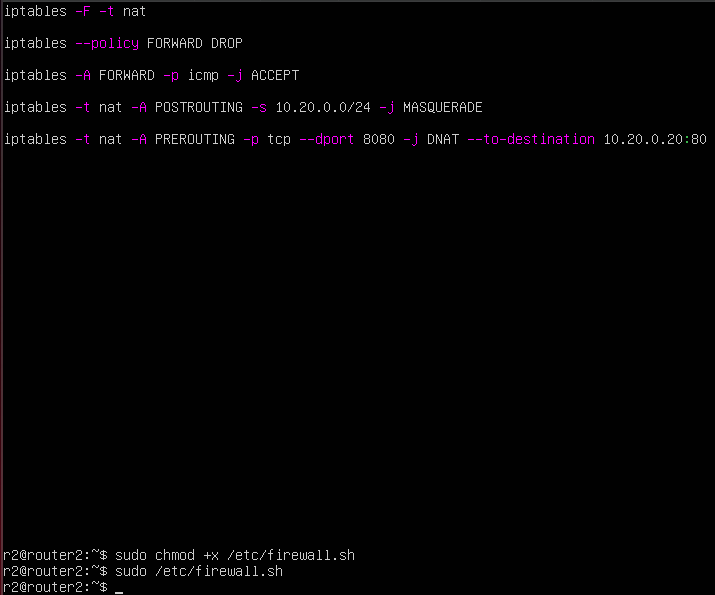 iptables -F -t nat
iptables --policy FORWARD DROP
iptables -A FORWARD -p icmp -j ACCEPT
iptables -t nat -A POSTROUTING -s 10.20.0.0/24 -j MASQUERADE
iptables -t nat -A PREROUTING -p tcp --dport 8080 -j DNAT --to-destination 10.20.0.20:80
r2@router2:~$ sudo chmod +x /etc/firewall.sh
r2@router2:~$ sudo /etc/firewall.sh
r2@router2:~$ _